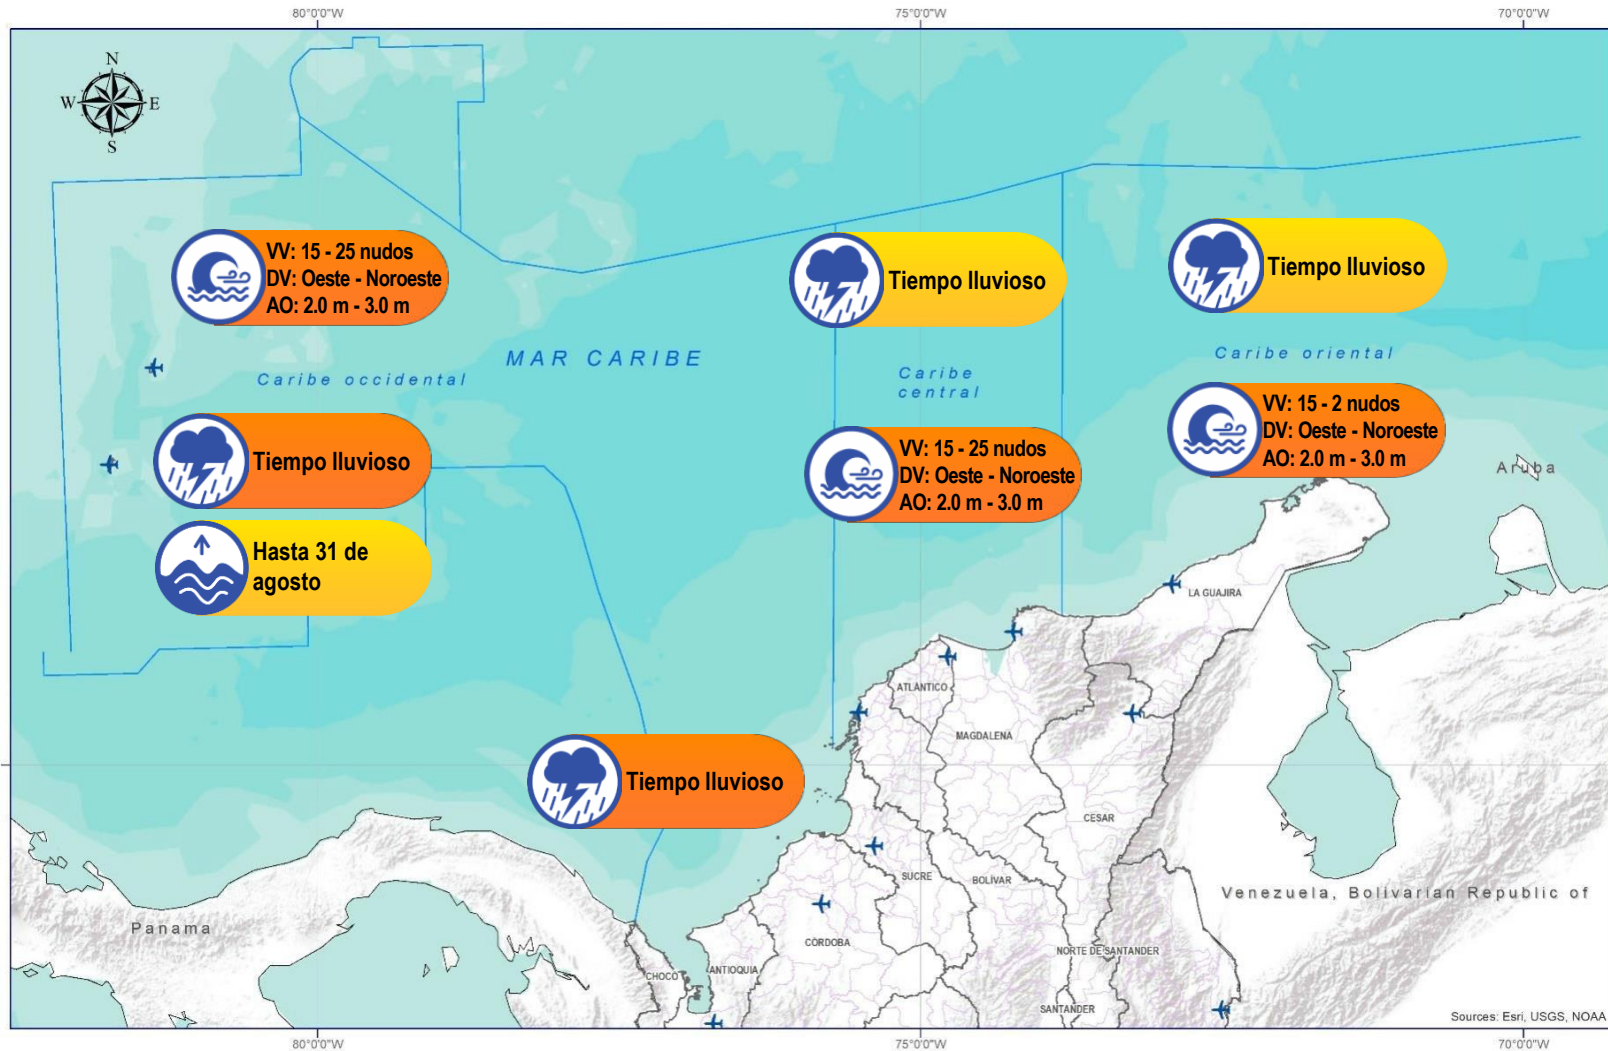 80°0'0"W
75°0'0"W
70°0'0"W
N
W E
S
VV: 15 - 25 nudos
DV: Oeste - Noroeste
AO: 2.0 m - 3.0 m
Tiempo lluvioso
Tiempo lluvioso
MAR CARIBE
Caribe occidental
Caribe
central
Caribe oriental
Tiempo lluvioso
VV: 15 - 25 nudos
DV: Oeste - Noroeste
AO: 2.0 m - 3.0 m
VV: 15 - 2 nudos
DV: Oeste - Noroeste
AO: 2.0 m - 3.0 m
Aruba
Hasta 31 de
agosto
LA GUAJIRA
ATLÁNTICO
MAGDALENA
Tiempo lluvioso
CESAR
SUCRE
BOLÍVAR
Venezuela, Bolivarian Republic of
Panama
CÓRDOBA
NORTE DE SANTANDER
CHOCÓ
ANTIOQUIA
SANTANDER
Sources: Esri, USGS, NOAA
80°0'0"W
75°0'0"W
70°0'0"W